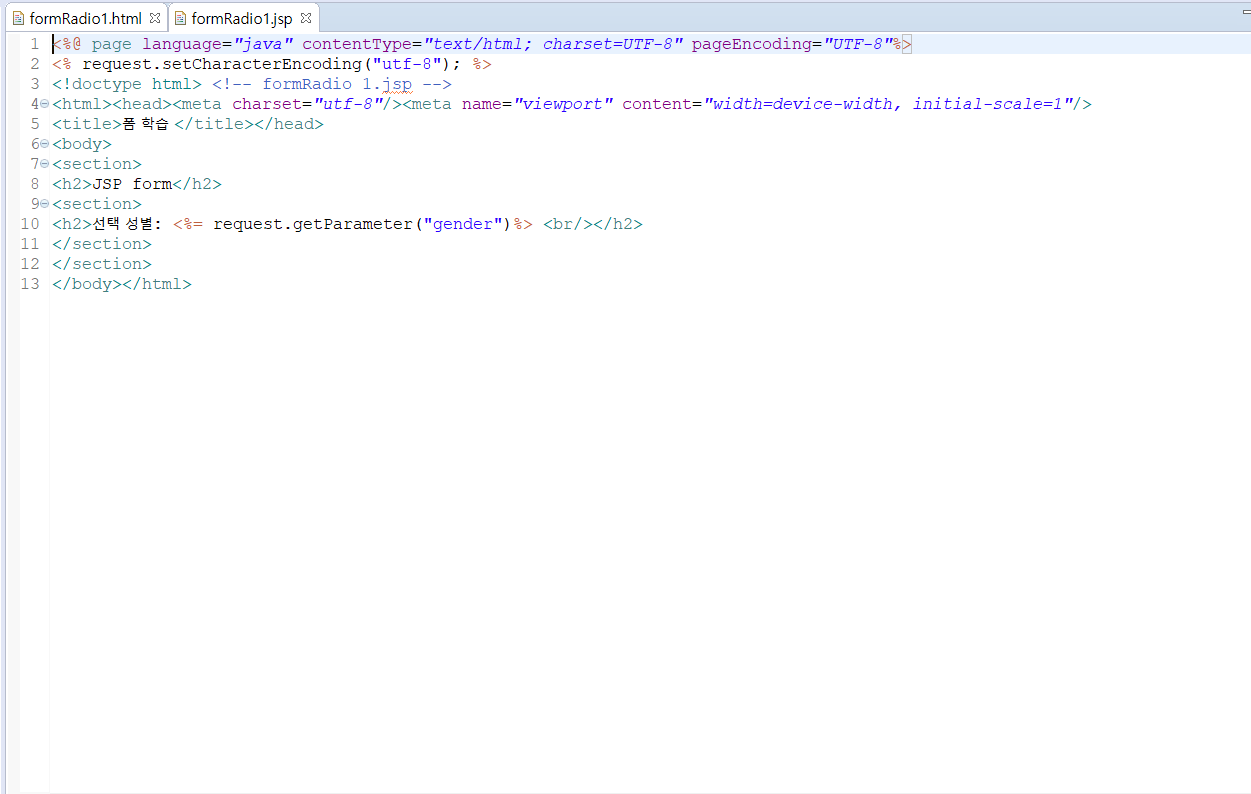 formRadio1.html formRadio1.jsp
1 <%@ page language="java" contentType="text/html; charset=UTF-8" pageEncoding="UTF-8"%>
2 <% request.setCharacterEncoding("utf-8"); %>
3 <!doctype html> <!-- formRadio 1.jsp -->
4 <html><head><meta charset="utf-8"/><meta name="viewport" content="width=device-width, initial-scale=1"/>
5 <title>폼 학습 </title></head>
6 <body>
7 <section>
8 <h2>JSP form</h2>
9 <section>
10 <h2>선택 성별: <%= request.getParameter("gender")%> <br/></h2>
11 </section>
12 </section>
13 </body></html>